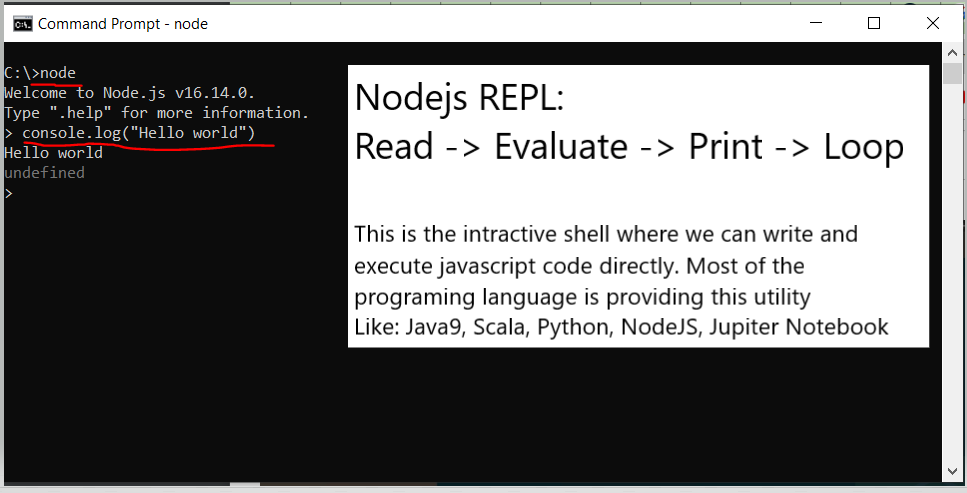 Command Prompt - node
C:\>node
Welcome to Node.js v16.14.0.
Type ".help" for more information.
> console.log("Hello world")
Hello world
undefined
>
Nodejs REPL:
Read -> Evaluate -> Print -> Loop
This is the intractive shell where we can write and
execute javascript code directly. Most of the
programing language is providing this utility
Like: Java9, Scala, Python, NodeJS, Jupiter Notebook